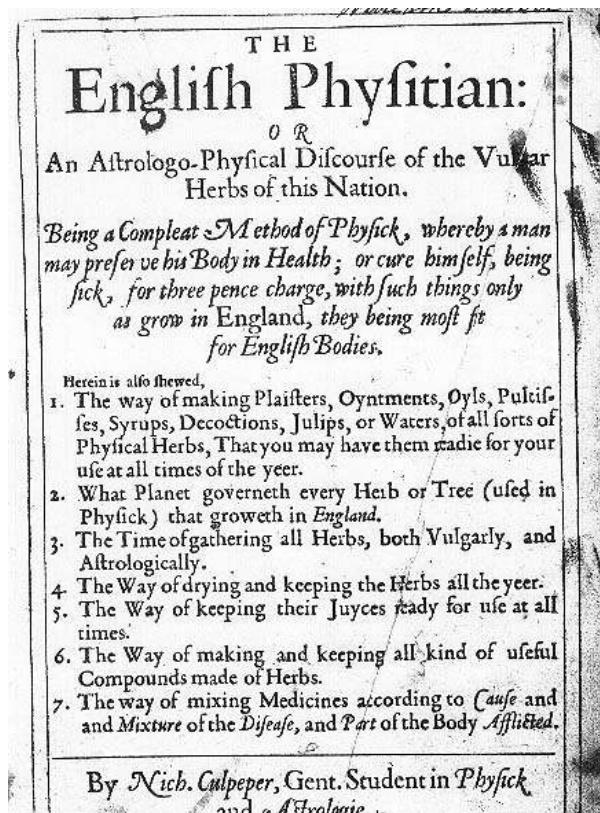 THE
Engliſh Phyſitian:
OR
An Aſtrologo-Phyſical Diſcourſe of the Vulgar
Herbs of this Nation.
Being a Compleat Method of Phyſick, whereby a man
may preſerve his Body in Health; or cure himſelf, being
ſick, for three pence charge, with ſuch things only
as grow in England, they being moſt fit
for Engliſh Bodies.
Herein is alſo ſhewed,
1. The way of making Plaiſters, Oyntments, Oyls, Pultiſ-
ſes, Syrups, Decoctions, Julips, or Waters, of all ſorts of
Phyſical Herbs, That you may have them readie for your
uſe at all times of the yeer.
2. What Planet governeth every Herb or Tree (uſed in
Phyſick) that groweth in England.
3. The Time of gathering all Herbs, both Vulgarly, and
Aſtrologically.
4. The Way of drying and keeping the Herbs all the yeer.
5. The Way of keeping their Juyces ready for uſe at all
times.
6. The Way of making and keeping all kind of uſeful
Compounds made of Herbs.
7. The way of mixing Medicines according to Cauſe and
and Mixture of the Diſeaſe, and Part of the Body Afflicted.
By Nich. Culpeper, Gent. Student in Phyſick
and Aſtrologie.